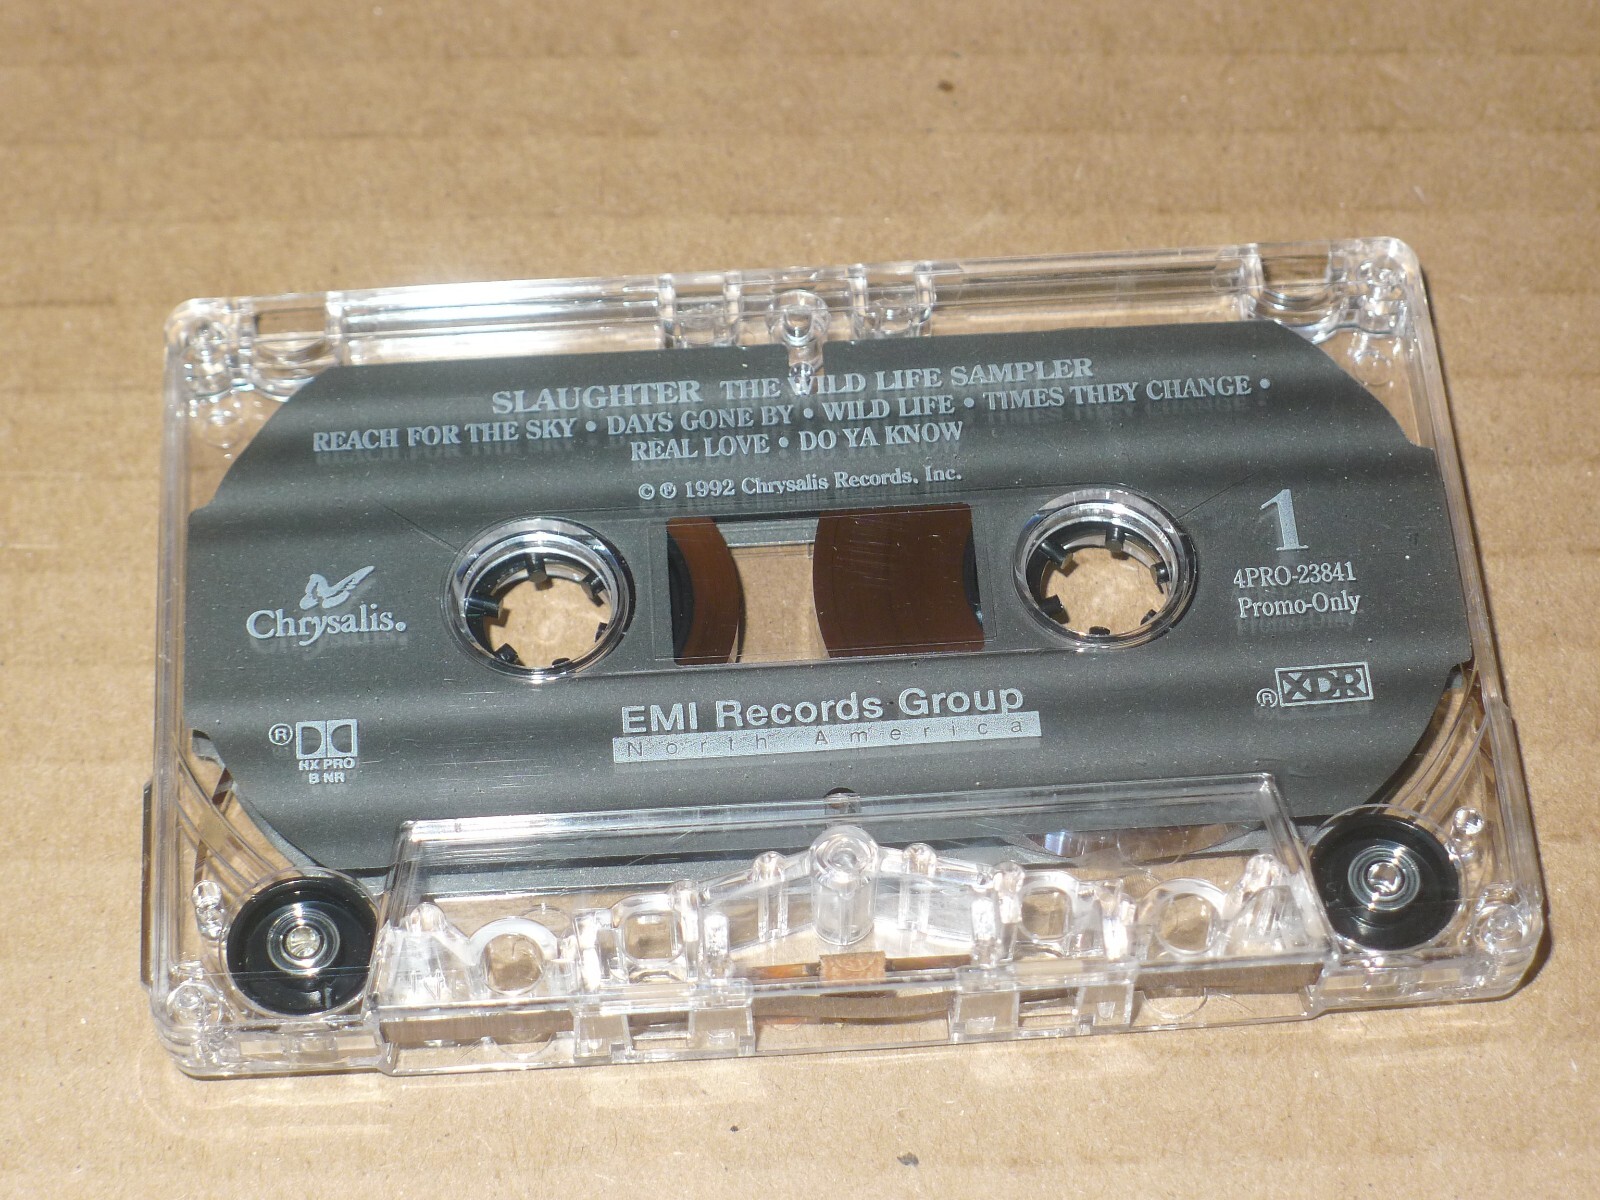 SLAUGHTER THE WILD LIFE SAMPLER
REACH FOR THE SKY • DAYS GONE BY • WILD LIFE • TIMES THEY CHANGE •
REAL LOVE • DO YA KNOW
© ℗ 1992 Chrysalis Records, Inc.
1
4PRO-23841
Promo-Only
Chrysalis.
EMI Records Group
North America
® XDR
®
HX PRO
B NR